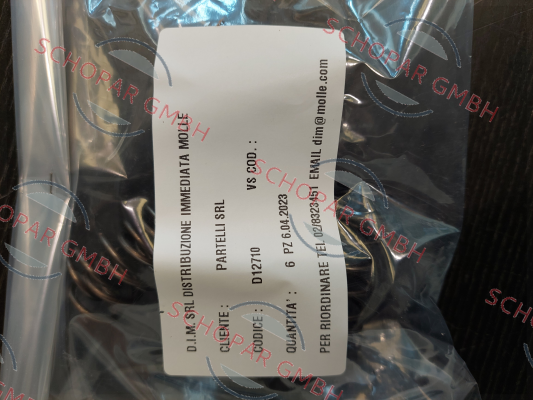 D.I.M. SRL DISTRIBUZIONE IMMEDIATA MOLLE
CLIENTE : PARTELLI SRL
CODICE : D12710 VS COD. :
QUANTITA' : 6 PZ 6.04.2023
PER RIORDINARE TEL 02/8323451 EMAIL dim@molle.com
SCHOPAR GMBH
SCHOPAR GMBH
SCHOPAR GMBH
SCHOPAR GMBH
SCHOPAR GMBH
SCHOPAR GMBH